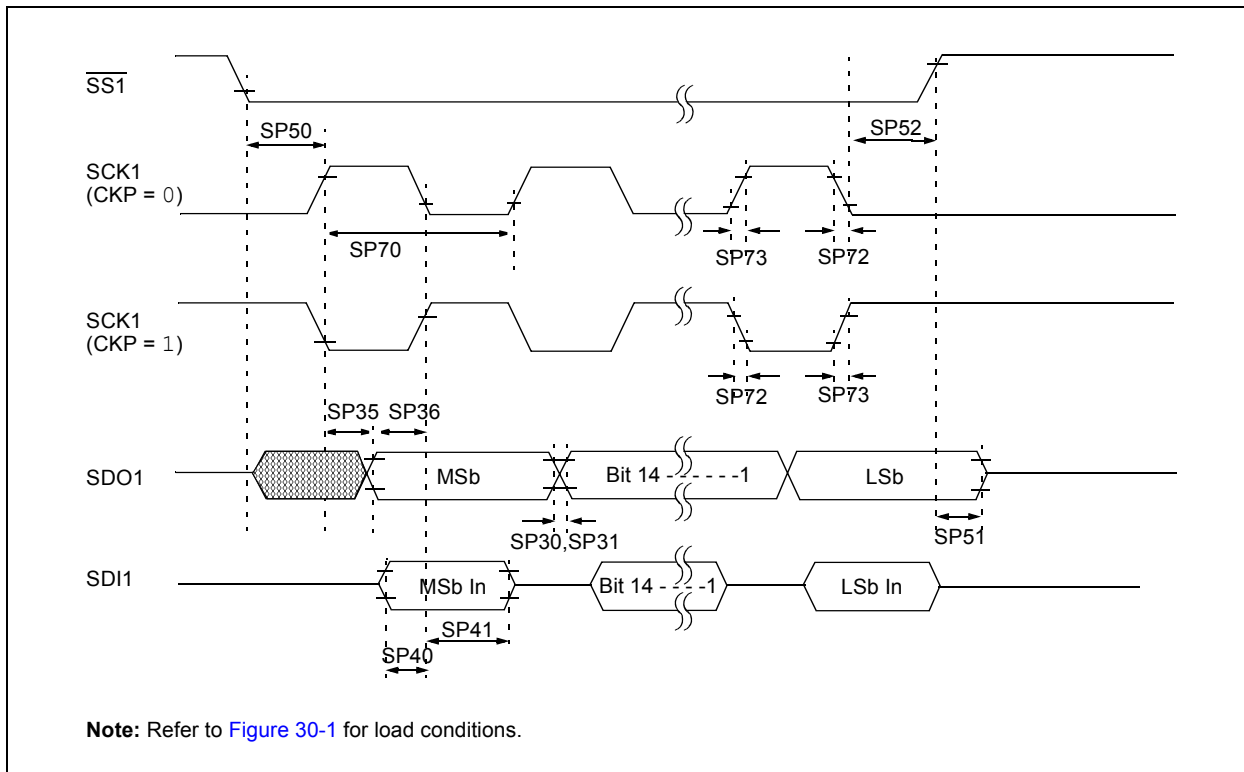 SS1
SP50
SP52
SCK1
(CKP = 0)
SP70
SP73
SP72
SCK1
(CKP = 1)
SP72
SP73
SP35
SP36
SDO1
MSb
Bit 14 - - - - - -1
LSb
SP30,SP31
SP51
SDI1
MSb In
Bit 14 - - - -1
LSb In
SP41
SP40
Note: Refer to Figure 30-1 for load conditions.